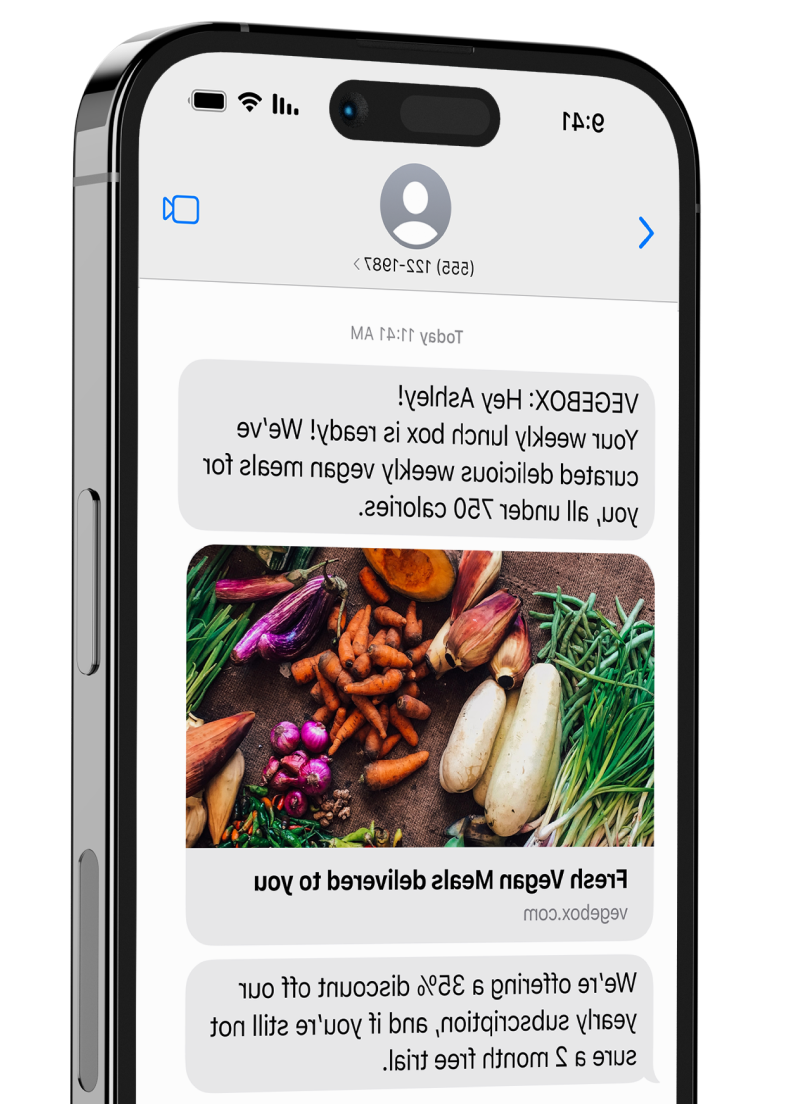 9:41
(555) 122-1987 >
Today 11:41 AM
VEGEBOX: Hey Ashley!
Your weekly lunch box is ready! We've
curated delicious weekly vegan meals for
you, all under 750 calories.
Fresh Vegan Meals delivered to you
vegebox.com
We're offering a 35% discount off our
yearly subscription, and if you're still not
sure a 2 month free trial.